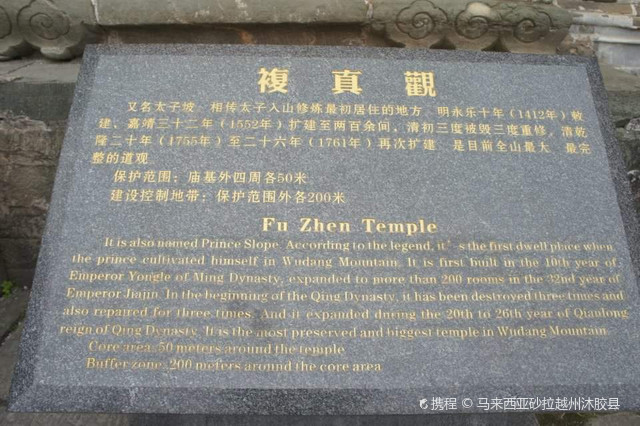 複真觀
又名太子坡 相传太子入山修炼最初居住的地方 明永乐十年（1412年）敕
建、嘉靖三十二年（1552年）扩建至两百余间、清初三度被毁三度重修，清乾
隆二十年（1755年）至二十六年（1761年）再次扩建 是目前全山最大 最完
整的道观
保护范围：庙基外四周各50米
建设控制地带：保护范围外各200米
Fu Zhen Temple
It is also named Prince Slope. According to the legend, it’s the first dwell place when
the prince cultivated himself in Wudang Mountain. It is first built in the 10th year of
Emperor Yongle of Ming Dynasty, expanded to more than 200 rooms in the 32nd year of
Emperor Jiajin. In the beginning of the Qing Dynasty, it has been destroyed three times and
also repaired for three times. And it expanded during the 20th to 26th year of Qianlong
reign of Qing Dynasty. It is the most preserved and biggest temple in Wudang Mountain.
Core area: 50 meters around the temple
Buffer zone: 200 meters around the core area
携程 © 马来西亚砂拉越州沐胶县